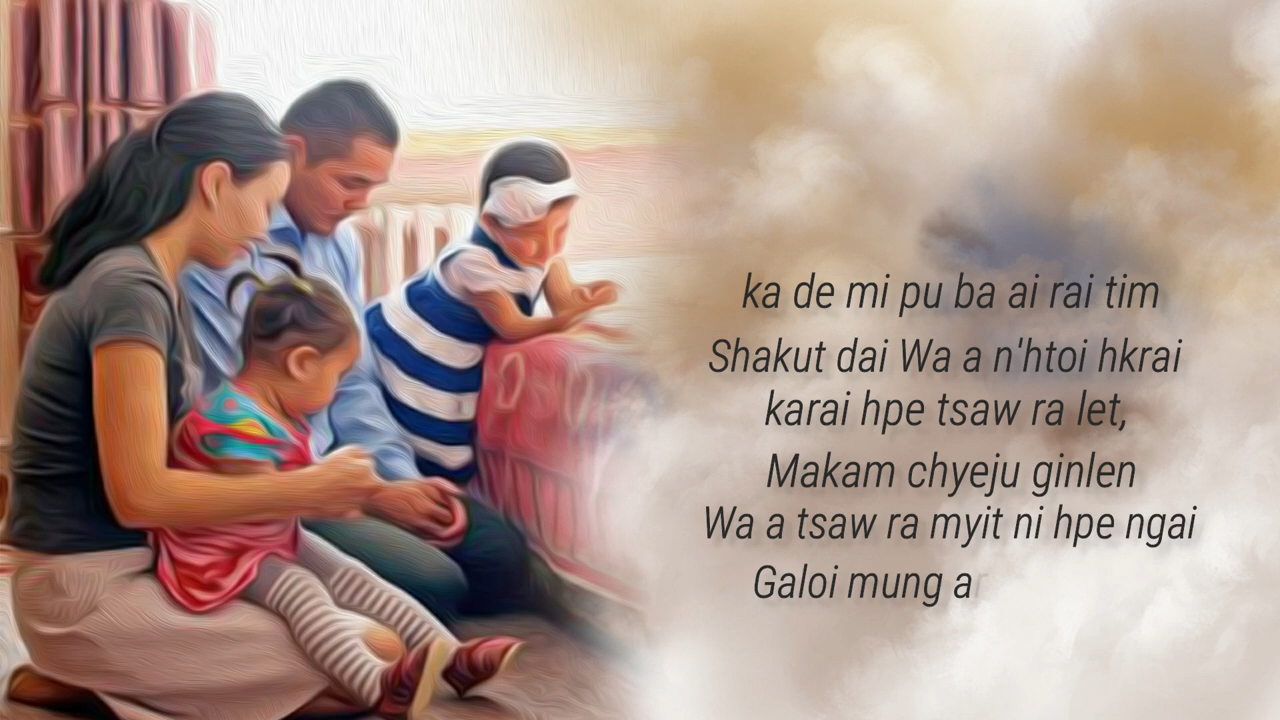 ka de mi pu ba ai rai tim
Shakut dai Wa a n'htoi hkrai
karai hpe tsaw ra let,
Makam chyeju ginlen
Wa a tsaw ra myit ni hpe ngai
Galoi mung a